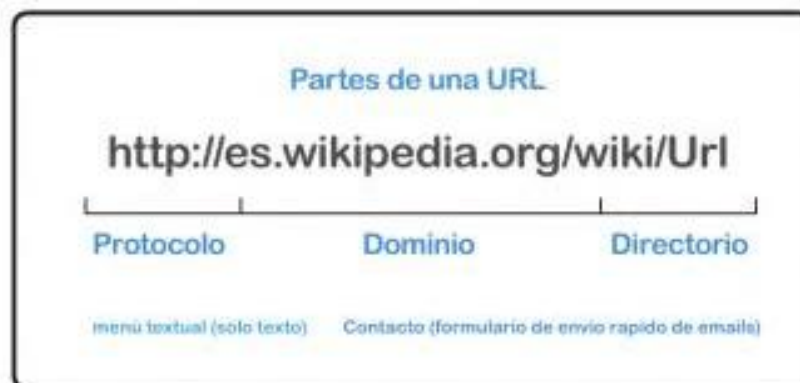 Partes de una URL
http://es.wikipedia.org/wiki/Url
Protocolo Dominio Directorio
menú textual (solo texto) Contacto (formulario de envio rapido de emails)